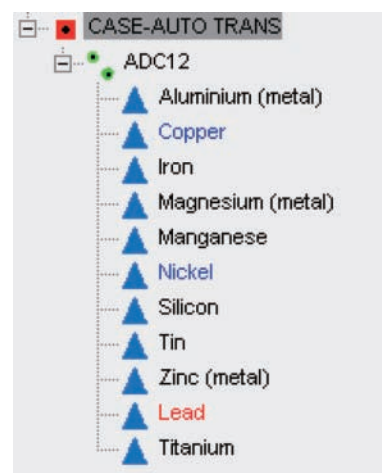 CASE-AUTO TRANS
ADC12
Aluminium (metal)
Copper
Iron
Magnesium (metal)
Manganese
Nickel
Silicon
Tin
Zinc (metal)
Lead
Titanium